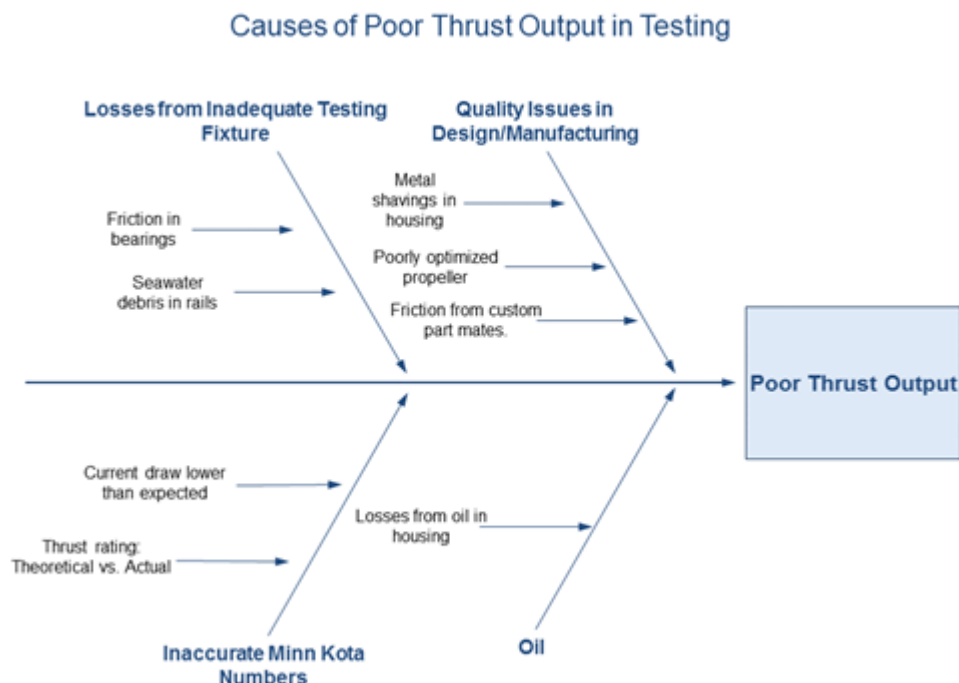 Causes of Poor Thrust Output in Testing
Losses from Inadequate Testing
Fixture
Quality Issues in
Design/Manufacturing
Metal
shavings in
housing
Friction in
bearings
Poorly optimized
propeller
Seawater
debris in rails
Friction from custom
part mates.
Poor Thrust Output
Current draw lower
than expected
Losses from oil in
housing
Thrust rating:
Theoretical vs. Actual
Inaccurate Minn Kota
Numbers
Oil